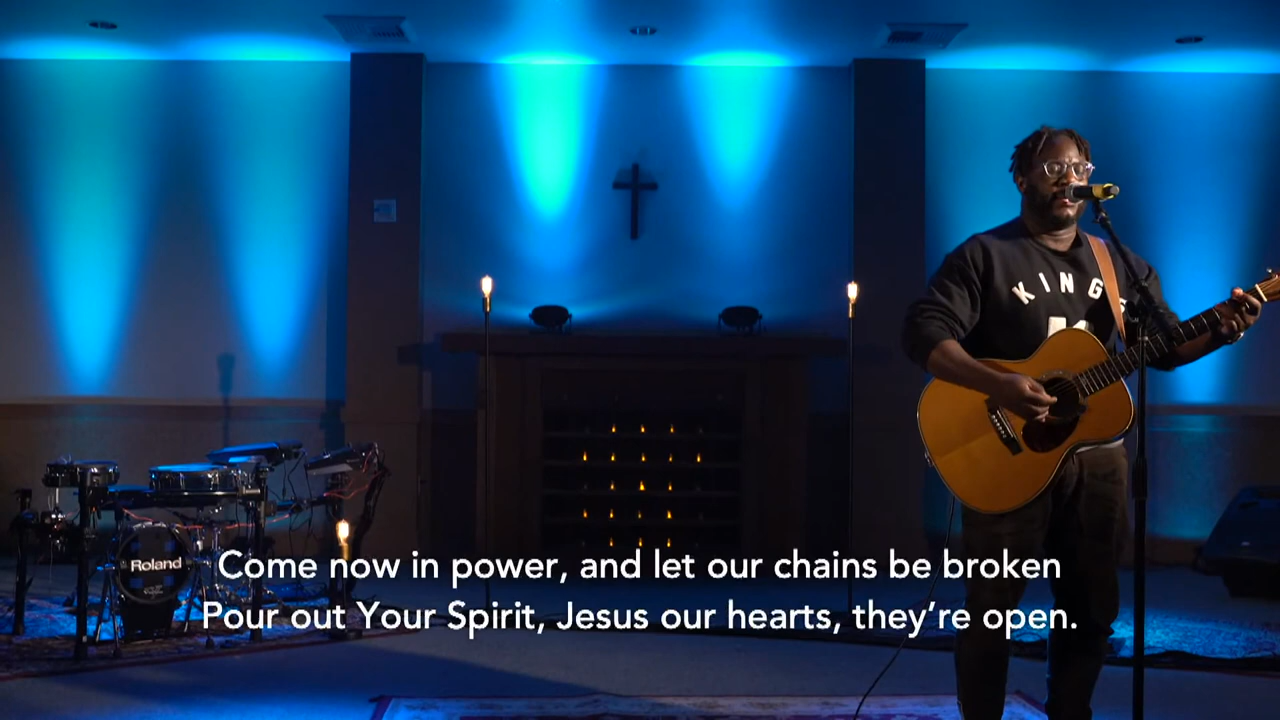 KINGS
Roland
Come now in power, and let our chains be broken
Pour out Your Spirit, Jesus our hearts, they're open.